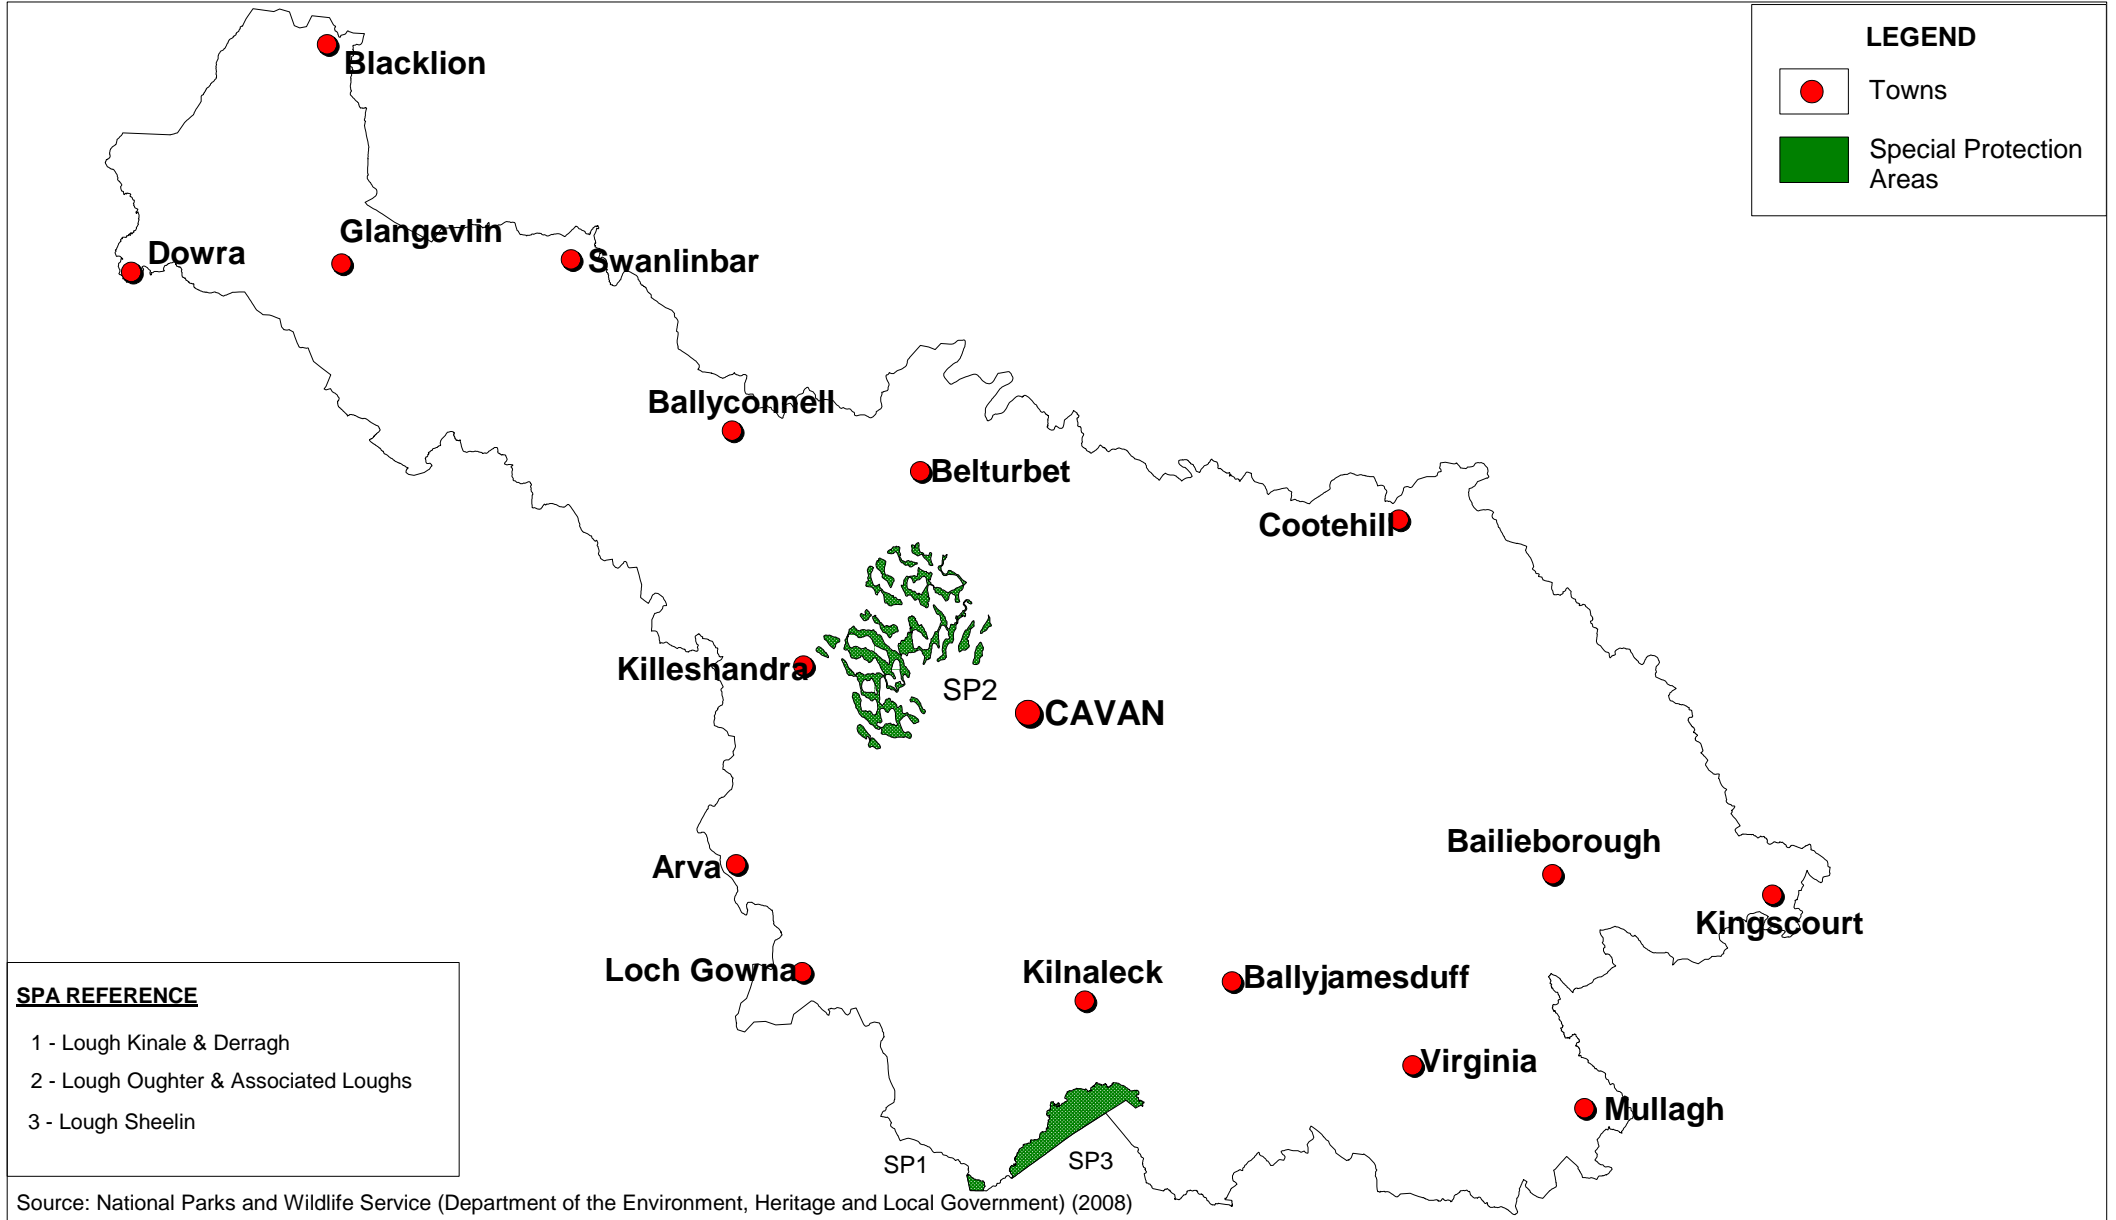 Blacklion
LEGEND
Towns
Special Protection
Areas
Glangevlin
Dowra
Swanlinbar
Ballyconnell
Belturbet
Cootehill
Killeshandra
SP2
CAVAN
Bailieborough
Arva
Kingscourt
Loch Gowna
Kilnaleck
Ballyjamesduff
Virginia
Mullagh
SP1
SP3
SPA REFERENCE
1 - Lough Kinale & Derragh
2 - Lough Oughter & Associated Loughs
3 - Lough Sheelin
Source: National Parks and Wildlife Service (Department of the Environment, Heritage and Local Government) (2008)